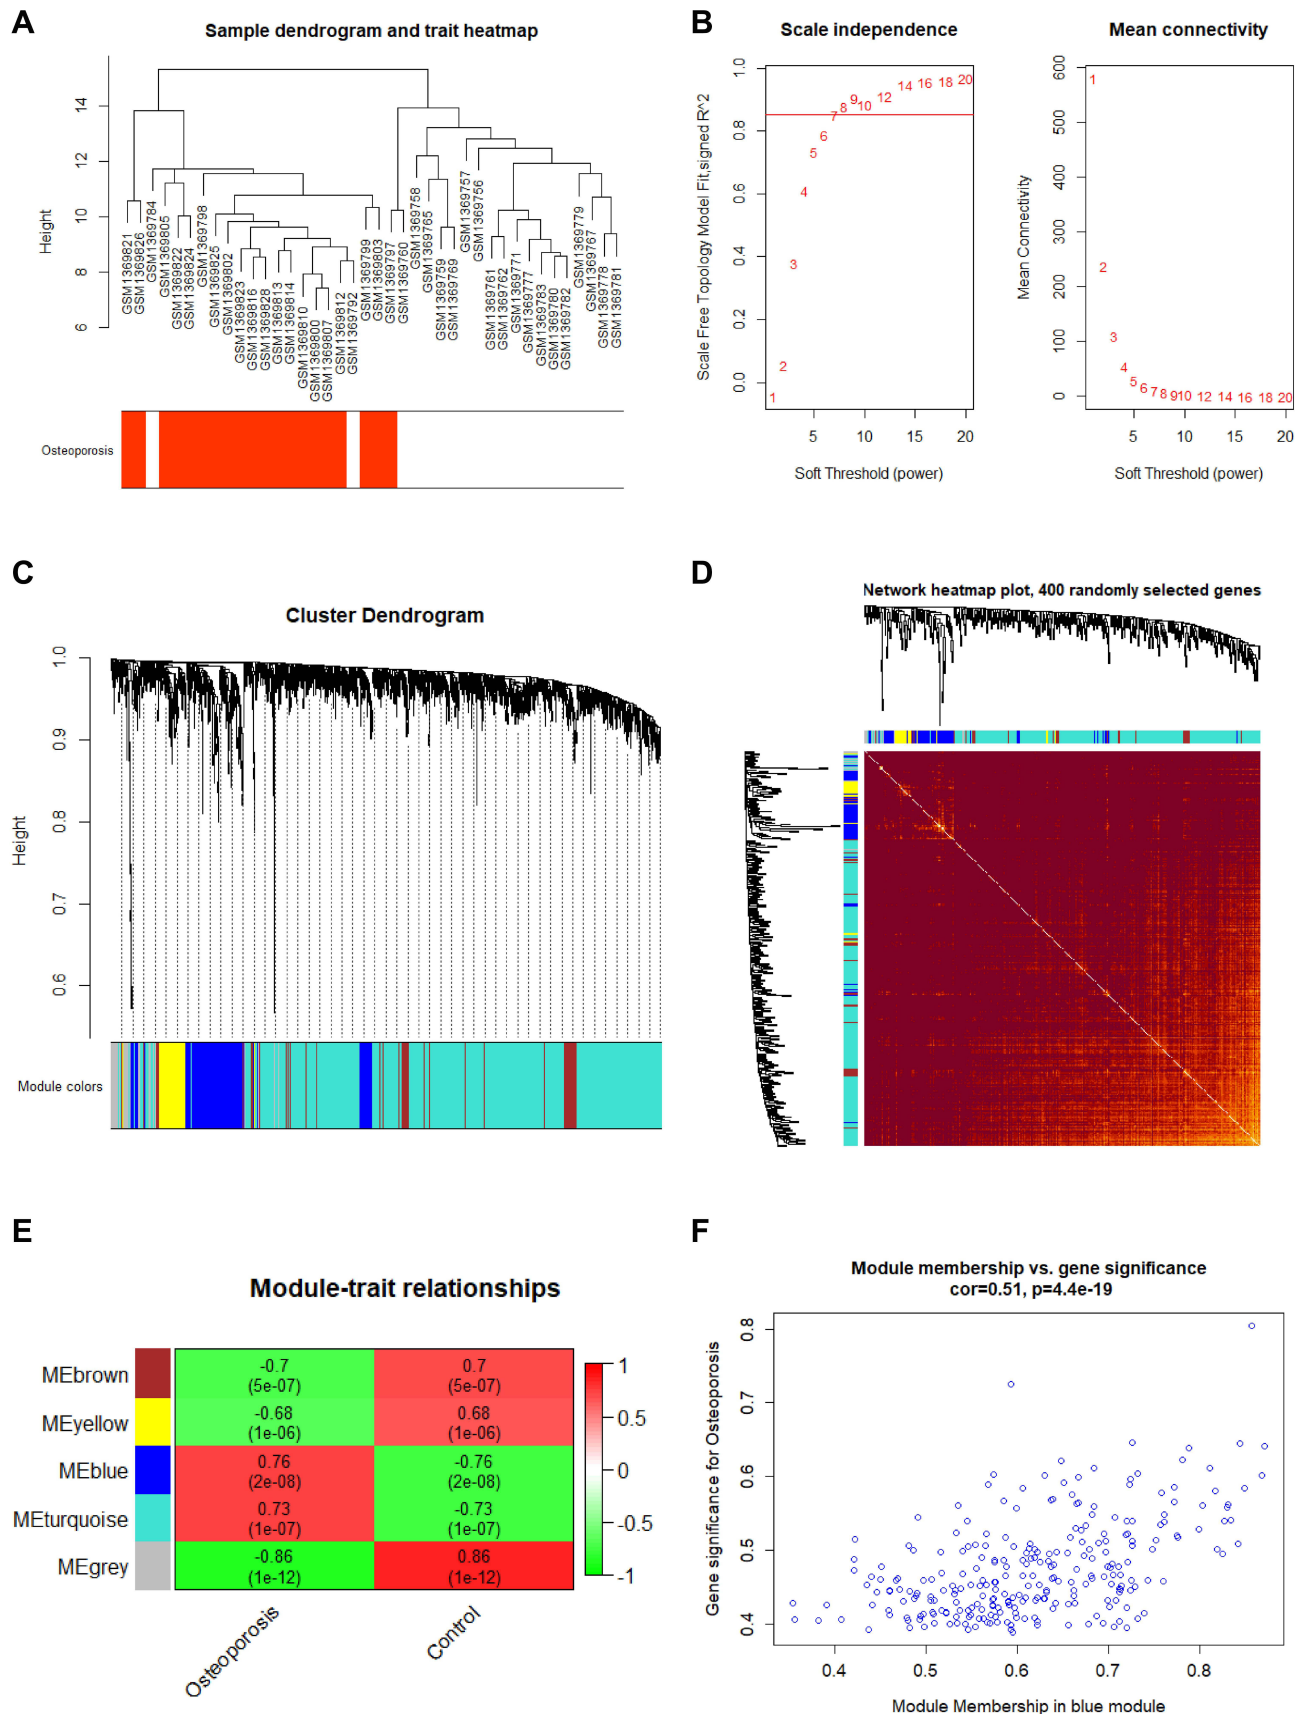 A
Sample dendrogram and trait heatmap
Height
14
12
10
8
6
GSM1369821
GSM1369826
GSM1369784
GSM1369805
GSM1369822
GSM1369824
GSM1369798
GSM1369825
GSM1369802
GSM1369823
GSM1369816
GSM1369828
GSM1369813
GSM1369814
GSM1369810
GSM1369800
GSM1369807
GSM1369812
GSM1369792
GSM1369799
GSM1369803
GSM1369797
GSM1369760
GSM1369758
GSM1369765
GSM1369759
GSM1369769
GSM1369757
GSM1369756
GSM1369761
GSM1369762
GSM1369771
GSM1369777
GSM1369783
GSM1369780
GSM1369782
GSM1369779
GSM1369767
GSM1369778
GSM1369781
Osteoporosis
B
Scale independence
Scale Free Topology Model Fit,signed R^2
1.0
0.8
0.6
0.4
0.2
0.0
1
2
3
4
5
6
7
8
9
10
12
14
16
18
20
5 10 15 20
Soft Threshold (power)
Mean connectivity
Mean Connectivity
600
500
400
300
200
100
0
1
2
3
4
5
6
7
8
9
10
12
14
16
18
20
5 10 15 20
Soft Threshold (power)
C
Cluster Dendrogram
Height
1.0
0.9
0.8
0.7
0.6
Module colors
D
Network heatmap plot, 400 randomly selected genes
E
Module-trait relationships
MEbrown
-0.7
(5e-07)
0.7
(5e-07)
MEyellow
-0.68
(1e-06)
0.68
(1e-06)
MEblue
0.76
(2e-08)
-0.76
(2e-08)
MEturquoise
0.73
(1e-07)
-0.73
(1e-07)
MEgrey
-0.86
(1e-12)
0.86
(1e-12)
1
0.5
0
-0.5
-1
Osteoporosis
Control
F
Module membership vs. gene significance
cor=0.51, p=4.4e-19
Gene significance for Osteoporosis
0.8
0.7
0.6
0.5
0.4
0.4 0.5 0.6 0.7 0.8
Module Membership in blue module